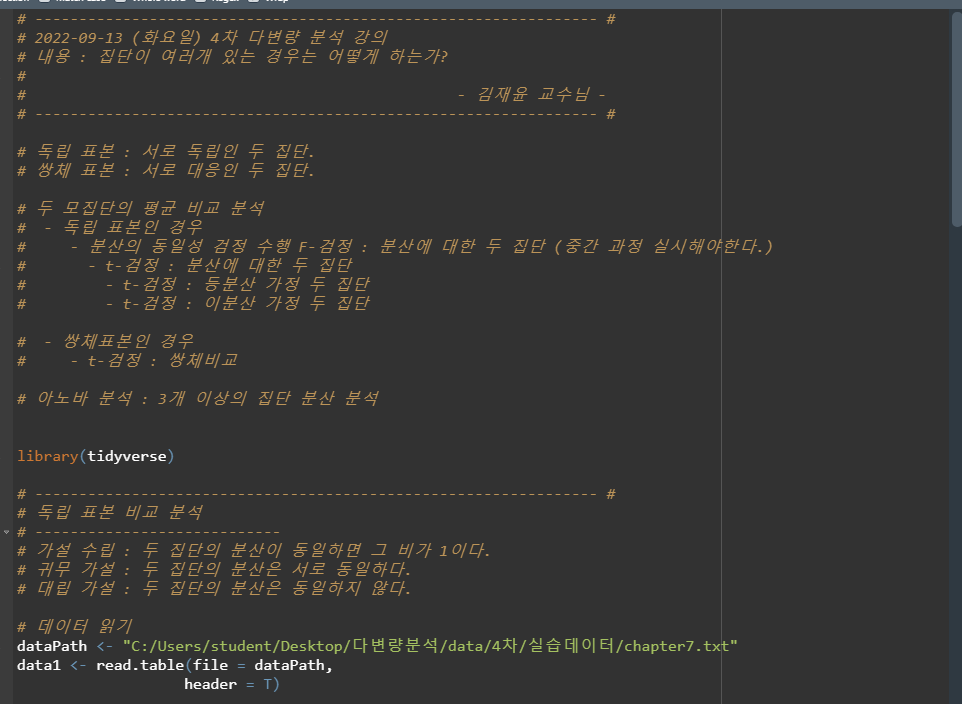 # ---------------------------------------------------------------- #
# 2022-09-13 (화요일) 4차 다변량 분석 강의
# 내용 : 집단이 여러개 있는 경우는 어떻게 하는가?
#
#                                                 - 김재윤 교수님 -
# ---------------------------------------------------------------- #
# 독립 표본 : 서로 독립인 두 집단.
# 쌍체 표본 : 서로 대응인 두 집단.
# 두 모집단의 평균 비교 분석
#  - 독립 표본인 경우
#     - 분산의 동일성 검정 수행 F-검정 : 분산에 대한 두 집단 (중간 과정 실시해야한다.)
#       - t-검정 : 분산에 대한 두 집단
#         - t-검정 : 등분산 가정 두 집단
#         - t-검정 : 이분산 가정 두 집단
#  - 쌍체표본인 경우
#     - t-검정 : 쌍체비교
# 아노바 분석 : 3개 이상의 집단 분산 분석
library(tidyverse)
# ---------------------------------------------------------------- #
# 독립 표본 비교 분석
# ----------------------------
# 가설 수립 : 두 집단의 분산이 동일하면 그 비가 1이다.
# 귀무 가설 : 두 집단의 분산은 서로 동일하다.
# 대립 가설 : 두 집단의 분산은 동일하지 않다.
# 데이터 읽기
dataPath <- "C:/Users/student/Desktop/다변량분석/data/4차/실습데이터/chapter7.txt"
data1 <- read.table(file = dataPath,
                   header = T)